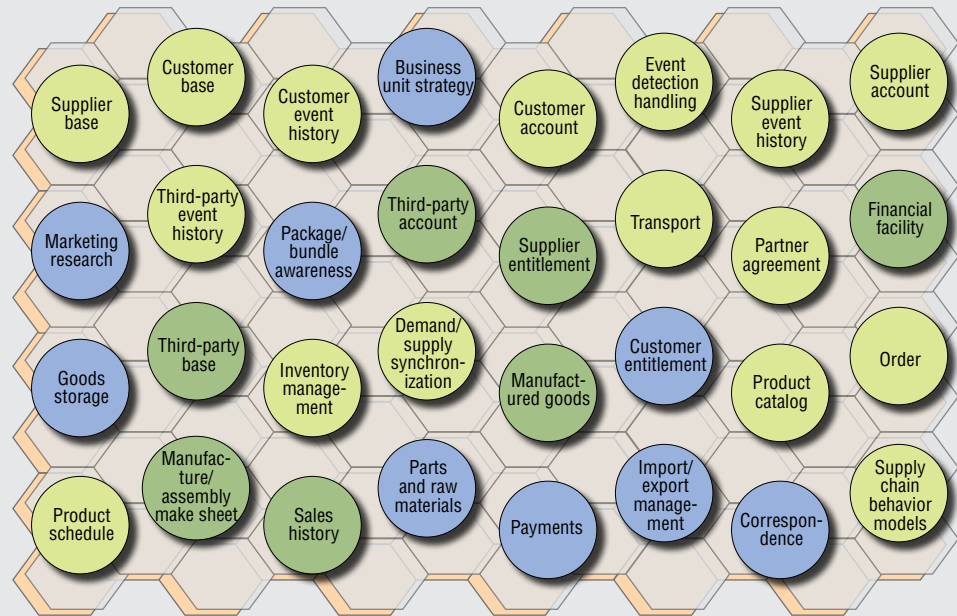 Supplier
base
Customer
base
Customer
event
history
Business
unit strategy
Customer
account
Event
detection
handling
Supplier
event
history
Supplier
account
Marketing
research
Third-party
event
history
Package/
bundle
awareness
Third-party
account
Supplier
entitlement
Transport
Partner
agreement
Financial
facility
Goods
storage
Third-party
base
Inventory
manage-
ment
Demand/
supply
synchron-
ization
Manufact-
ured goods
Customer
entitlement
Product
catalog
Order
Product
schedule
Manufac-
ture/
assembly
make sheet
Sales
history
Parts
and raw
materials
Payments
Import/
export
manage-
ment
Correspon-
dence
Supply
chain
behavior
models